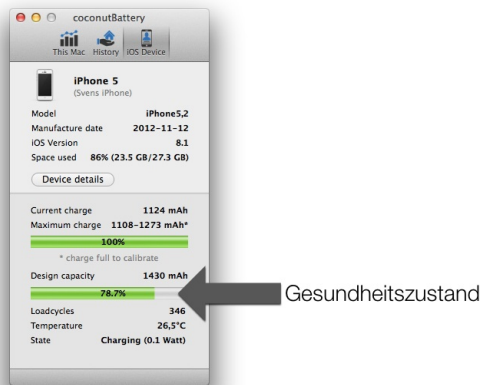 coconutBattery
This Mac History iOS Device
iPhone 5
(Svens iPhone)
Model iPhone5,2
Manufacture date 2012-11-12
iOS Version 8.1
Space used 86% (23.5 GB/27.3 GB)
Device details
Current charge 1124 mAh
Maximum charge 1108-1273 mAh*
100%
* charge full to calibrate
Design capacity 1430 mAh
78.7%
Gesundheitszustand
Loadcycles 346
Temperature 26,5°C
State Charging (0.1 Watt)